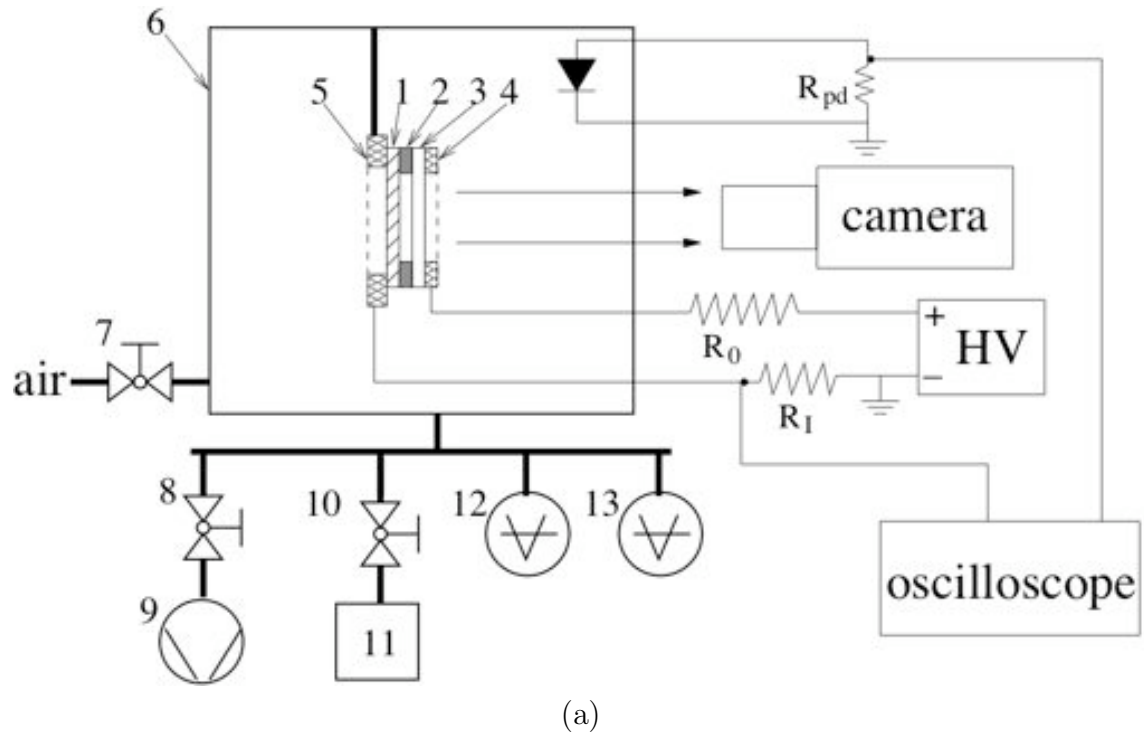 6
5 1 2 3 4
R_pd
camera
7
air
+
HV
−
R_0
R_I
8
10
12
13
9
11
oscilloscope
(a)